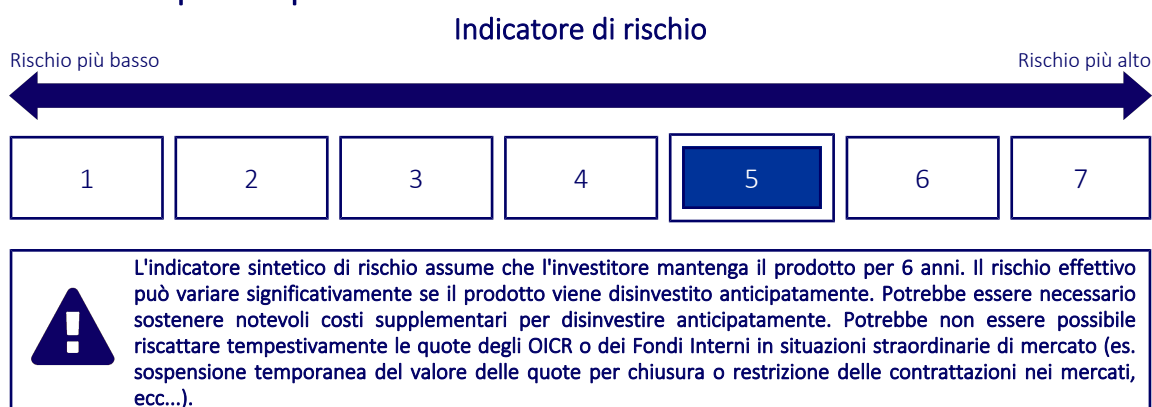 Indicatore di rischio
Rischio più basso
Rischio più alto
1
2
3
4
5
6
7
L'indicatore sintetico di rischio assume che l'investitore mantenga il prodotto per 6 anni. Il rischio effettivo
può variare significativamente se il prodotto viene disinvestito anticipatamente. Potrebbe essere necessario
sostenere notevoli costi supplementari per disinvestire anticipatamente. Potrebbe non essere possibile
riscattare tempestivamente le quote degli OICR o dei Fondi Interni in situazioni straordinarie di mercato (es.
sospensione temporanea del valore delle quote per chiusura o restrizione delle contrattazioni nei mercati,
ecc...).